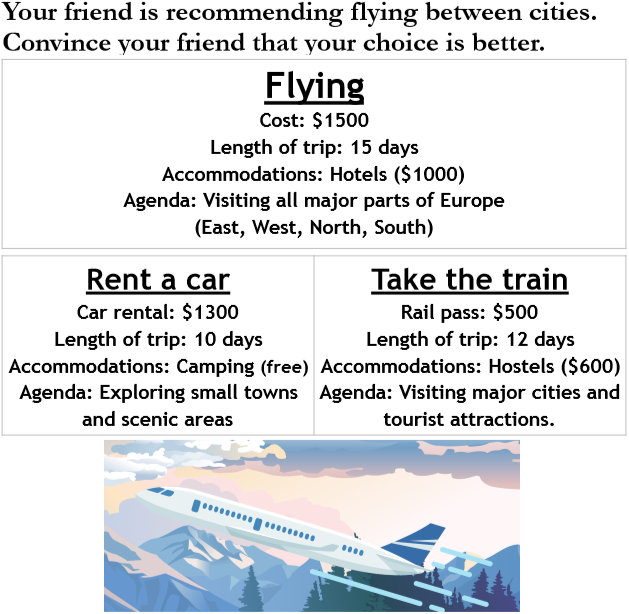 Your friend is recommending flying between cities.
Convince your friend that your choice is better.
Flying
Cost: $1500
Length of trip: 15 days
Accommodations: Hotels ($1000)
Agenda: Visiting all major parts of Europe
(East, West, North, South)
Rent a car
Car rental: $1300
Length of trip: 10 days
Accommodations: Camping (free)
Agenda: Exploring small towns
and scenic areas
Take the train
Rail pass: $500
Length of trip: 12 days
Accommodations: Hostels ($600)
Agenda: Visiting major cities and
tourist attractions.